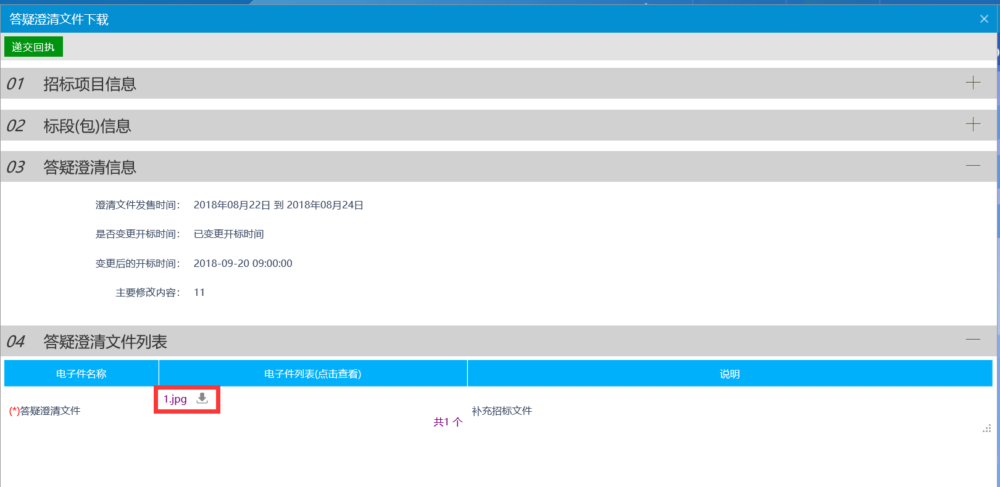 答疑澄清文件下载
递交回执
01 招标项目信息
02 标段(包)信息
03 答疑澄清信息
澄清文件发售时间： 2018年08月22日 到 2018年08月24日
是否变更开标时间： 已变更开标时间
变更后的开标时间： 2018-09-20 09:00:00
主要修改内容： 11
04 答疑澄清文件列表
电子件名称 电子件列表(点击查看) 说明
1.jpg
(*)答疑澄清文件 补充招标文件
共1 个